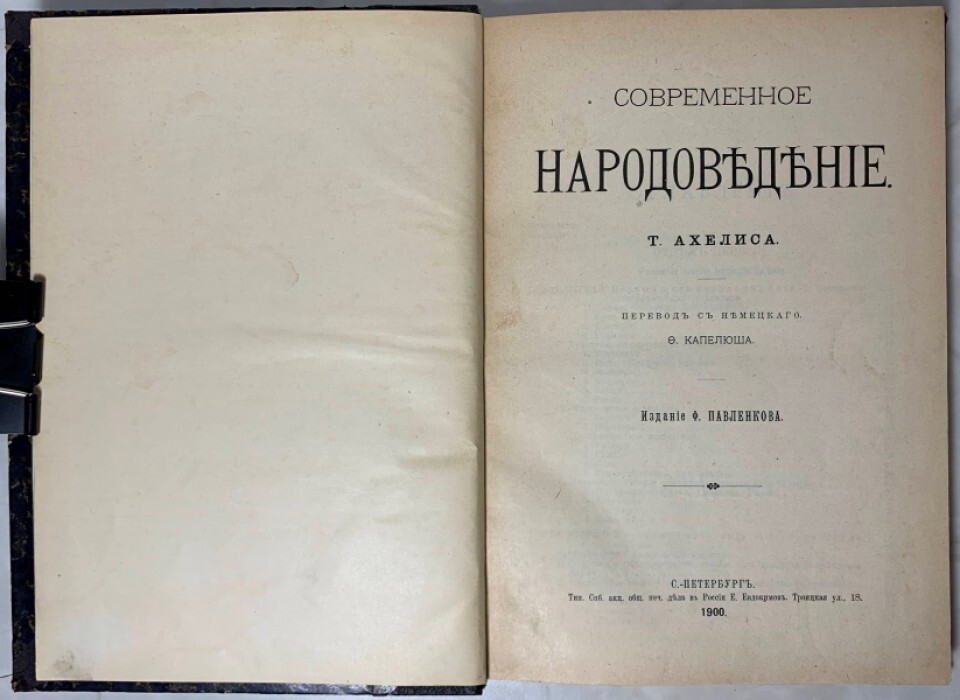 СОВРЕМЕННОЕ
НАРОДОВѢДѢНІЕ.
Т. АХЕЛИСА.
ПЕРЕВОДЪ СЪ НѢМЕЦКАГО.
Ѳ. КАПЕЛЮША.
Изданіе Ф. ПАВЛЕНКОВА.
С.-ПЕТЕРБУРГЪ.
Тип. Спб. акц. общ. печ. дѣла въ Россіи Е. Евдокимовъ. Троицкая ул., 18.
1900.